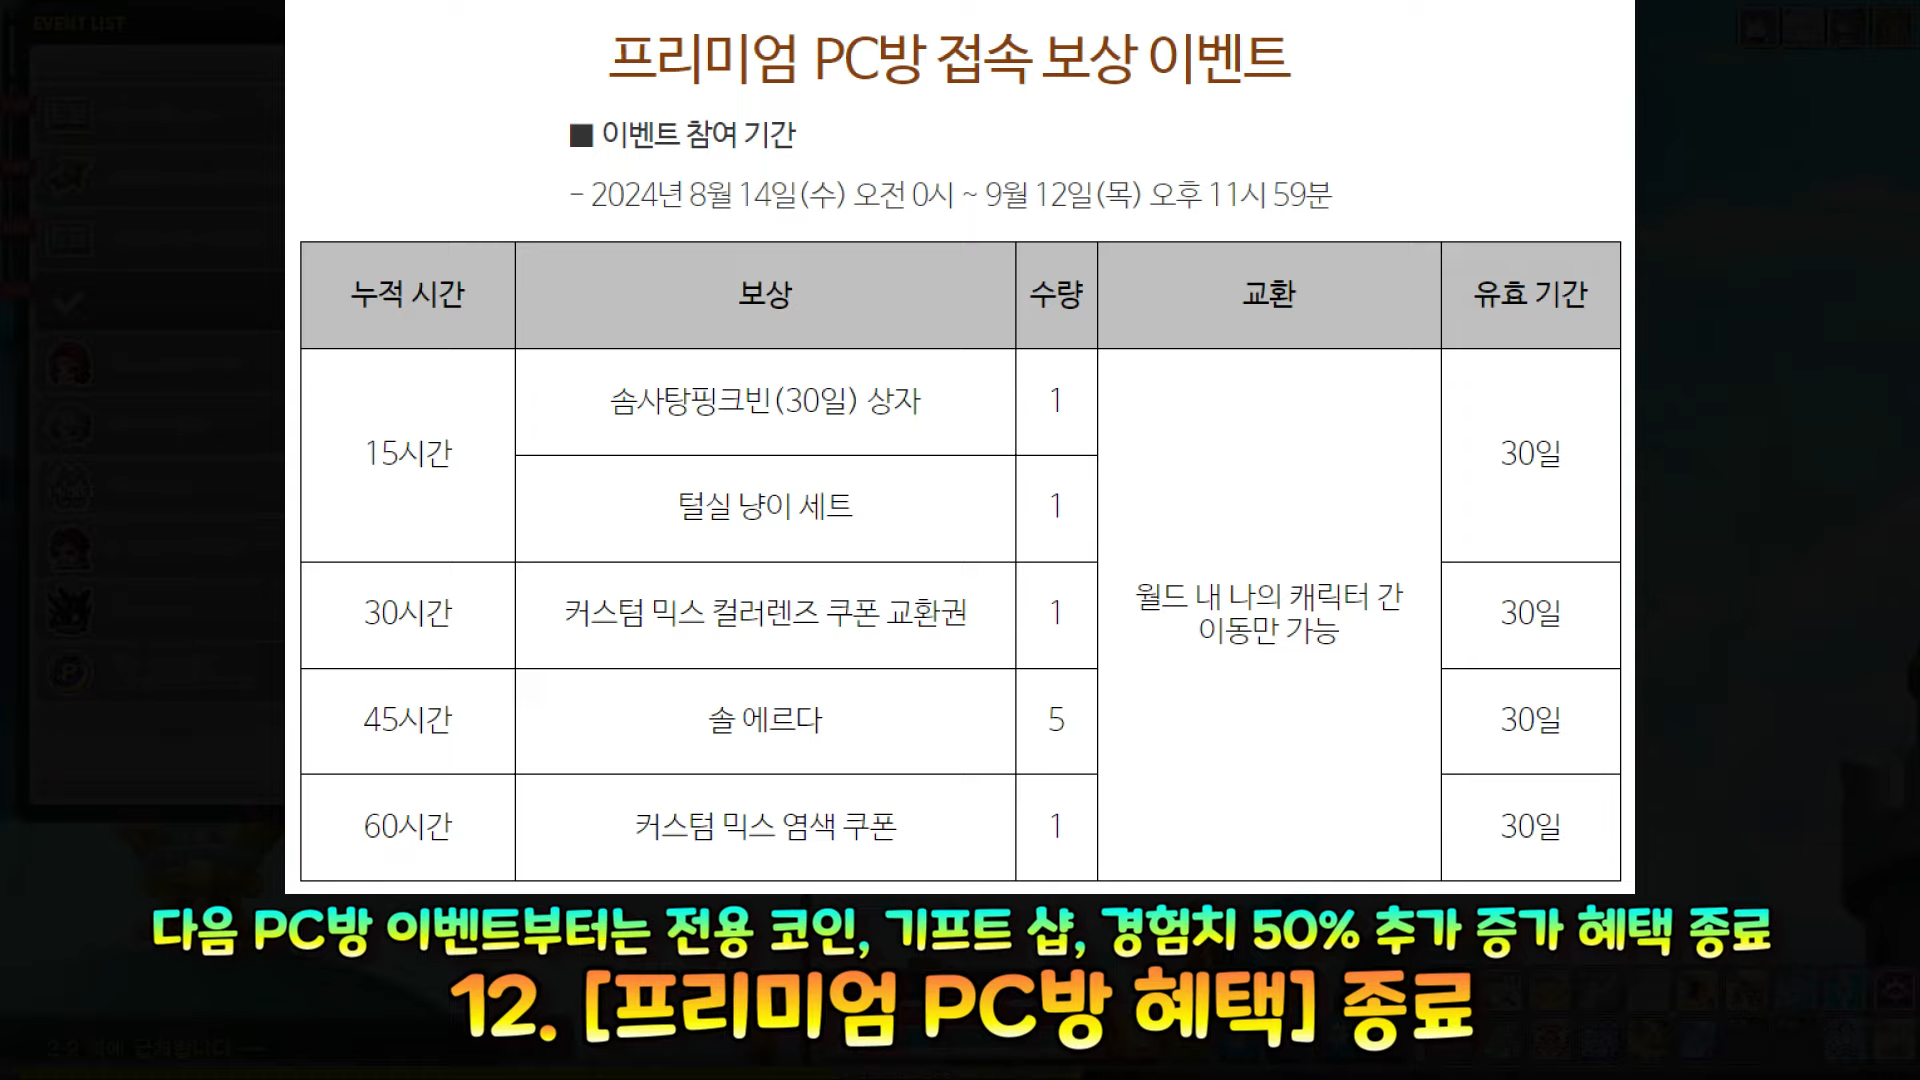 EVENT LIST
프리미엄 PC방 접속 보상 이벤트
■ 이벤트 참여 기간
- 2024년 8월 14일(수) 오전 0시 ~ 9월 12일(목) 오후 11시 59분
누적 시간 보상 수량 교환 유효 기간
15시간 솜사탕핑크빈(30일) 상자 1 30일
털실 냥이 세트 1
월드 내 나의 캐릭터 간
이동만 가능
30시간 커스텀 믹스 컬러렌즈 쿠폰 교환권 1 30일
45시간 솔 에르다 5 30일
60시간 커스텀 믹스 염색 쿠폰 1 30일
다음 PC방 이벤트부터는 전용 코인, 기프트 샵, 경험치 50% 추가 증가 혜택 종료
12. [프리미엄 PC방 혜택] 종료